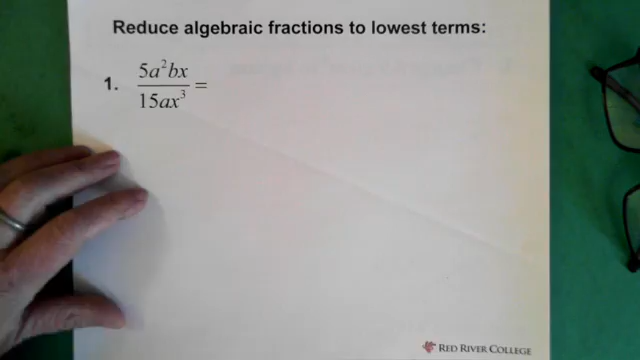 Reduce algebraic fractions to lowest terms:
1. 5a²bx
15ax³ =
RED RIVER COLLEGE